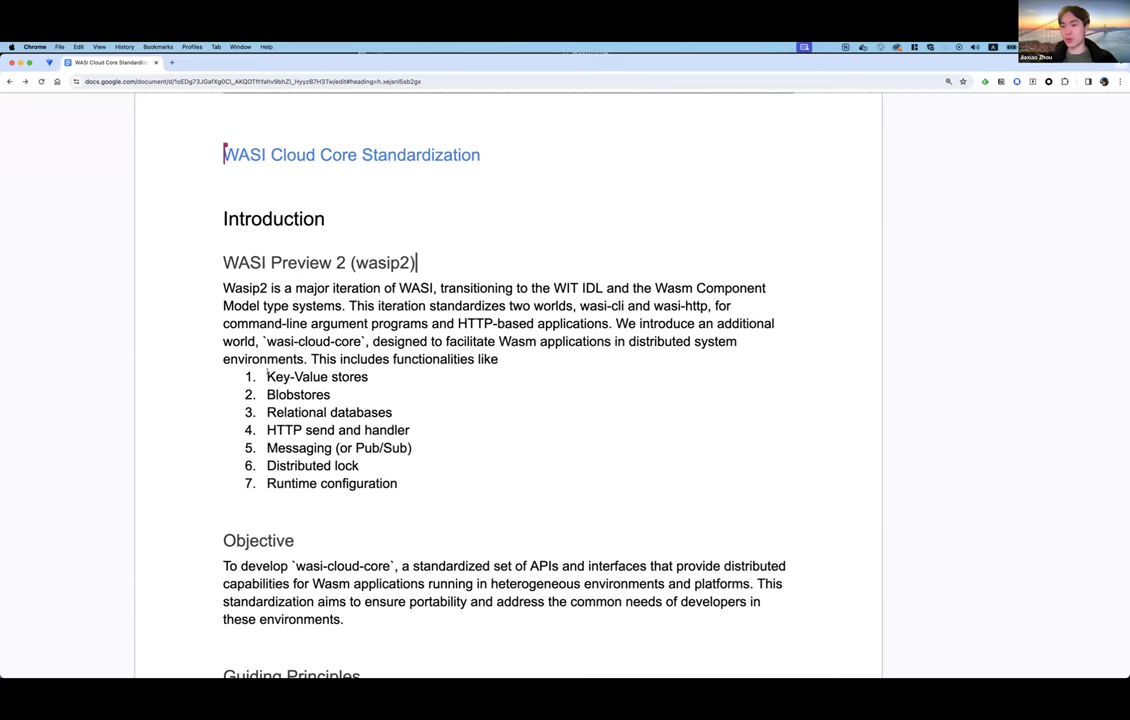 Chrome File Edit View History Bookmarks Profiles Tab Window Help
WASI Cloud Core Standardiz
docs.google.com/document/d/
Jiaxiao Zhou
WASI Cloud Core Standardization
Introduction
WASI Preview 2 (wasip2)
Wasip2 is a major iteration of WASI, transitioning to the WIT IDL and the Wasm Component
Model type systems. This iteration standardizes two worlds, wasi-cli and wasi-http, for
command-line argument programs and HTTP-based applications. We introduce an additional
world, `wasi-cloud-core`, designed to facilitate Wasm applications in distributed system
environments. This includes functionalities like
1. Key-Value stores
2. Blobstores
3. Relational databases
4. HTTP send and handler
5. Messaging (or Pub/Sub)
6. Distributed lock
7. Runtime configuration
Objective
To develop `wasi-cloud-core`, a standardized set of APIs and interfaces that provide distributed
capabilities for Wasm applications running in heterogeneous environments and platforms. This
standardization aims to ensure portability and address the common needs of developers in
these environments.
Guiding Principles